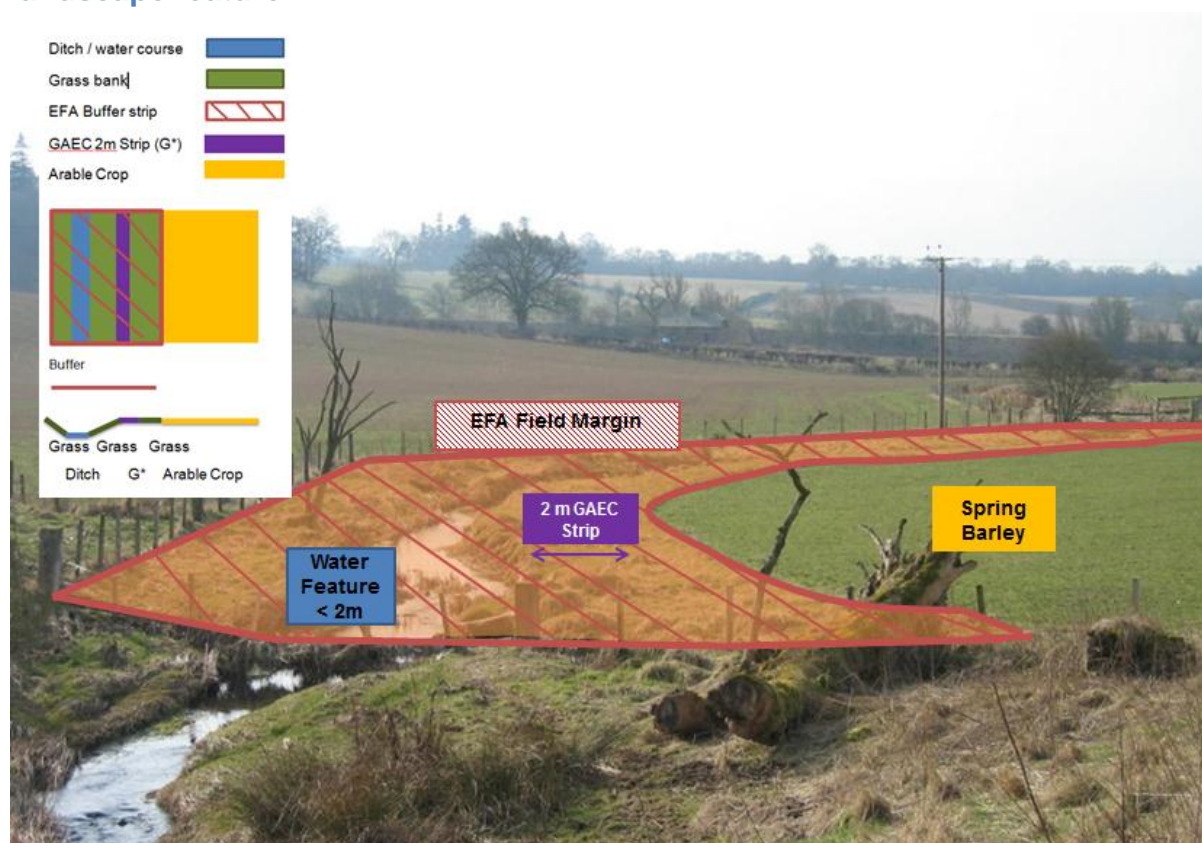 Ditch / water course
Grass bank
EFA Buffer strip
GAEC 2m Strip (G*)
Arable Crop
Buffer
Grass Grass Grass
Ditch G* Arable Crop
EFA Field Margin
2 m GAEC
Strip
Spring
Barley
Water
Feature
< 2m